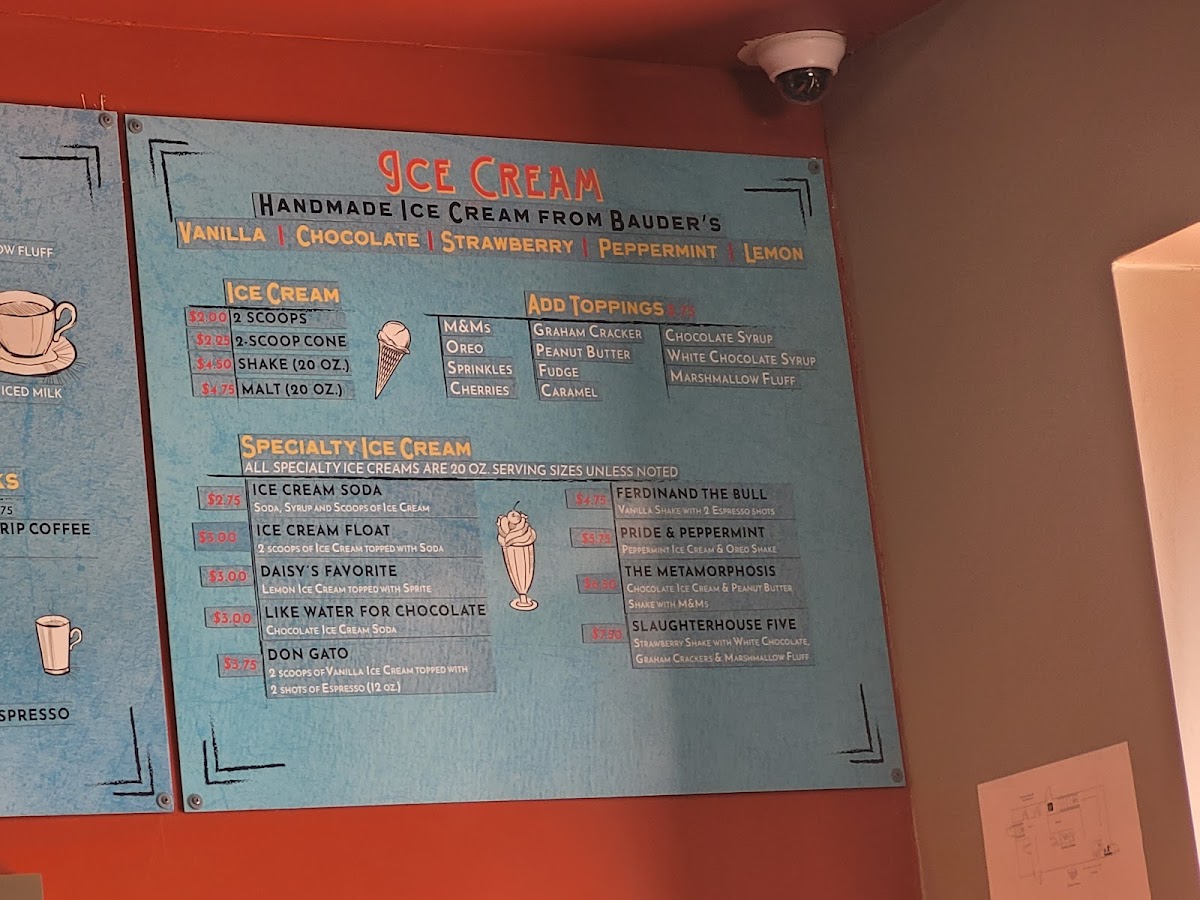 OW FLUFF
ICED MILK
KS
75
RIP COFFEE
SPRESSO
Ice Cream
Handmade Ice Cream from Bauder's
Vanilla | Chocolate | Strawberry | Peppermint | Lemon
Ice Cream
$2.00 2 SCOOPS
$2.25 2-SCOOP CONE
$4.50 SHAKE (20 OZ.)
$4.75 MALT (20 OZ.)
Add Toppings
M&Ms
Oreo
Sprinkles
Cherries
Graham Cracker
Peanut Butter
Fudge
Caramel
Chocolate Syrup
White Chocolate Syrup
Marshmallow Fluff
Specialty Ice Cream
ALL SPECIALTY ICE CREAMS ARE 20 OZ. SERVING SIZES UNLESS NOTED
$2.75 ICE CREAM SODA
Soda, Syrup and Scoops of Ice Cream
ICE CREAM FLOAT
2 scoops of Ice Cream topped with Soda
$3.00 DAISY'S FAVORITE
Lemon Ice Cream topped with Sprite
$3.00 LIKE WATER FOR CHOCOLATE
Chocolate Ice Cream Soda
$3.75 DON GATO
2 scoops of Vanilla Ice Cream topped with
2 shots of Espresso (12 oz.)
$4.75 FERDINAND THE BULL
Vanilla Shake with 2 Espresso shots
$5.75 PRIDE & PEPPERMINT
Peppermint Ice Cream & Oreo Shake
THE METAMORPHOSIS
Chocolate Ice Cream & Peanut Butter
Shake with M&Ms
$7.50 SLAUGHTERHOUSE FIVE
Strawberry Shake with White Chocolate,
Graham Crackers & Marshmallow Fluff